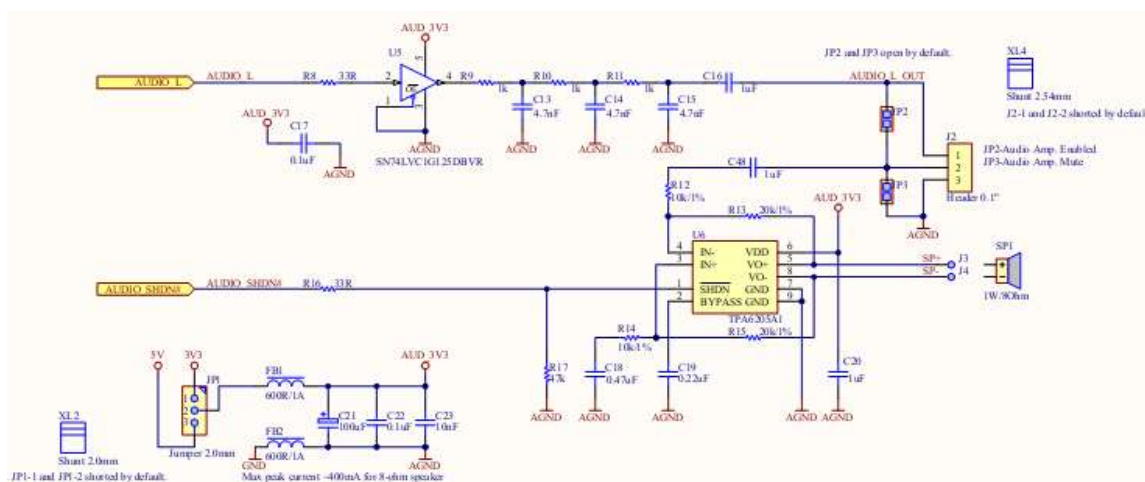 AUD_3V3
U5
JP2 and JP3 open by default.
XL4
AUDIO_L
AUDIO_L
R8
33R
2
OE
5
4
1
3
R9
1k
R10
1k
R11
1k
C16
1uF
AUDIO_L_OUT
Shunt 2.54mm
J2-1 and J2-2 shorted by default
AUD_3V3
C17
0.1uF
AGND
C13
4.7nF
C14
4.7nF
C15
4.7nF
JP2
J2
AGND
AGND
AGND
AGND
SN74LVC1G125DBVR
C48
1uF
1
2
3
JP2-Audio Amp. Enabled
JP3-Audio Amp. Mute
R12
10k/1%
JP3
Header 0.1"
AUD_3V3
R13
20k/1%
AGND
U6
4
IN-
VDD
6
3
IN+
VO+
5
VO-
8
SP+
J3
SP-
J4
SP1
AUDIO_SHDN#
AUDIO_SHDN#
R16
33R
1
SHDN
GND
7
2
BYPASS
GND
9
1W/8Ohm
TPA6205A1
R14
10k/1%
R15
20k/1%
5V
3V3
AUD_3V3
R17
47k
C18
0.47uF
C19
0.22uF
C20
1uF
JP1
FB1
600R/1A
1
2
3
C21
100uF
C22
0.1uF
C23
10nF
AGND
AGND
AGND
AGND
AGND
XL2
Jumper 2.0mm
FB2
600R/1A
Shunt 2.0mm
GND
AGND
JP1-1 and JP1-2 shorted by default.
Max peak current ~400mA for 8-ohm speaker